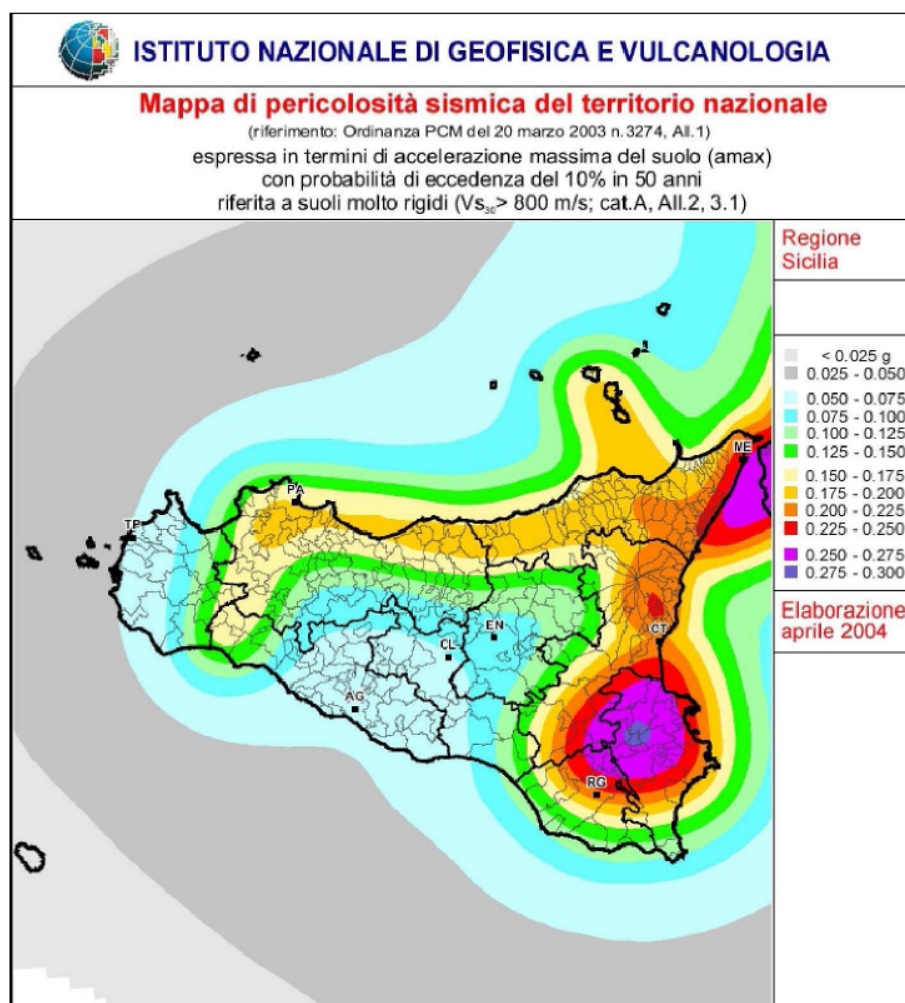 ISTITUTO NAZIONALE DI GEOFISICA E VULCANOLOGIA
Mappa di pericolosità sismica del territorio nazionale
(riferimento: Ordinanza PCM del 20 marzo 2003 n.3274, All.1)
espressa in termini di accelerazione massima del suolo (amax)
con probabilità di eccedenza del 10% in 50 anni
riferita a suoli molto rigidi (Vs₃₀> 800 m/s; cat.A, All.2, 3.1)
Regione
Sicilia
< 0.025 g
0.025 - 0.050
0.050 - 0.075
0.075 - 0.100
0.100 - 0.125
0.125 - 0.150
0.150 - 0.175
0.175 - 0.200
0.200 - 0.225
0.225 - 0.250
0.250 - 0.275
0.275 - 0.300
Elaborazione
aprile 2004
ME
PA
TP
EN
CT
CL
AG
RG